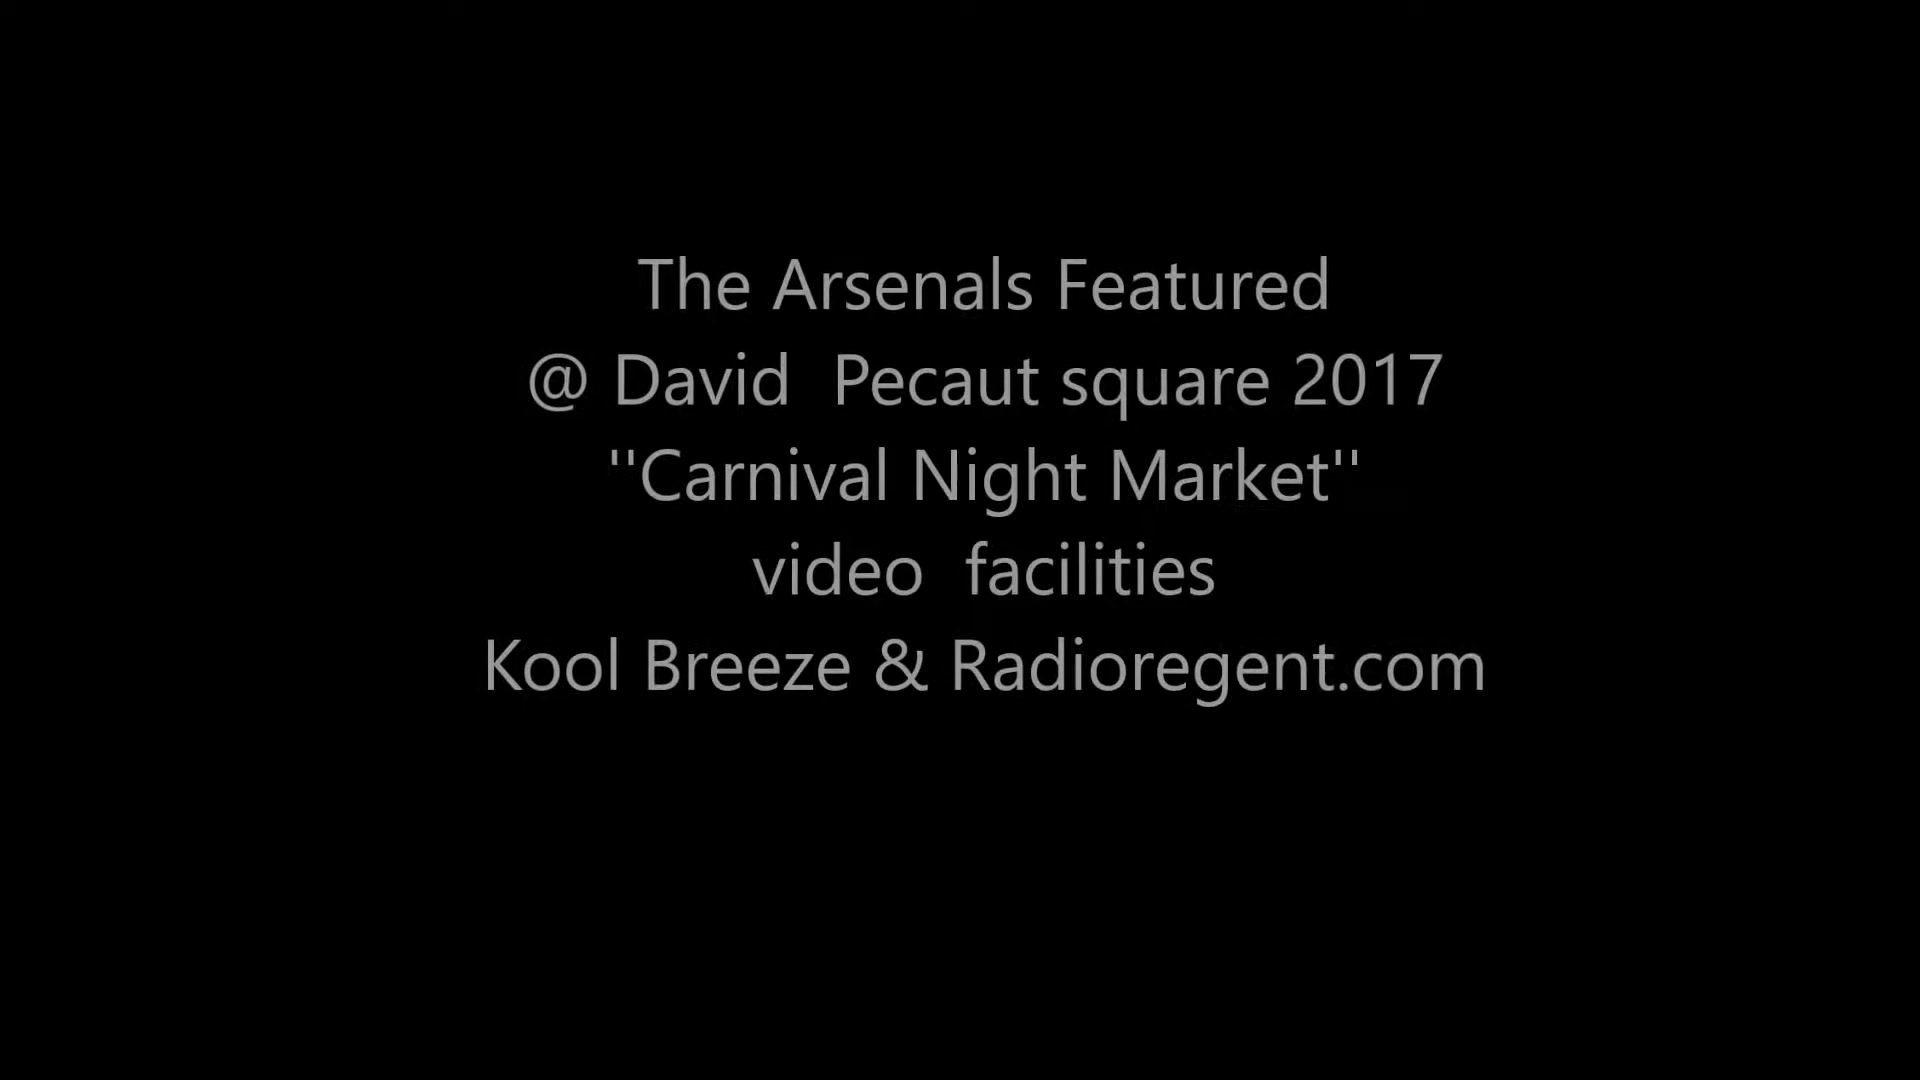 The Arsenals Featured
@ David  Pecaut square 2017
''Carnival Night Market''
video  facilities
Kool Breeze & Radioregent.com